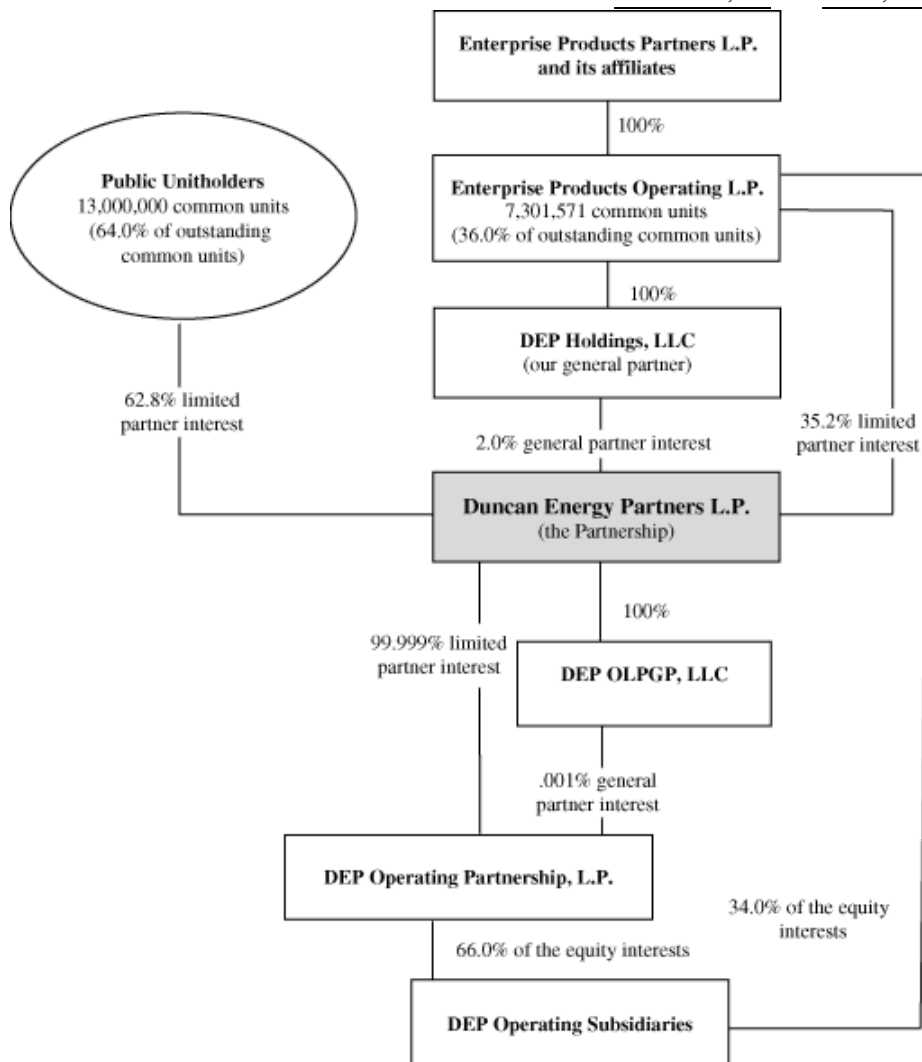 Enterprise Products Partners L.P.
and its affiliates
100%
Public Unitholders
13,000,000 common units
(64.0% of outstanding
common units)
Enterprise Products Operating L.P.
7,301,571 common units
(36.0% of outstanding common units)
100%
DEP Holdings, LLC
(our general partner)
62.8% limited
partner interest
35.2% limited
partner interest
2.0% general partner interest
Duncan Energy Partners L.P.
(the Partnership)
100%
99.999% limited
partner interest
DEP OLPGP, LLC
.001% general
partner interest
DEP Operating Partnership, L.P.
34.0% of the equity
interests
66.0% of the equity interests
DEP Operating Subsidiaries